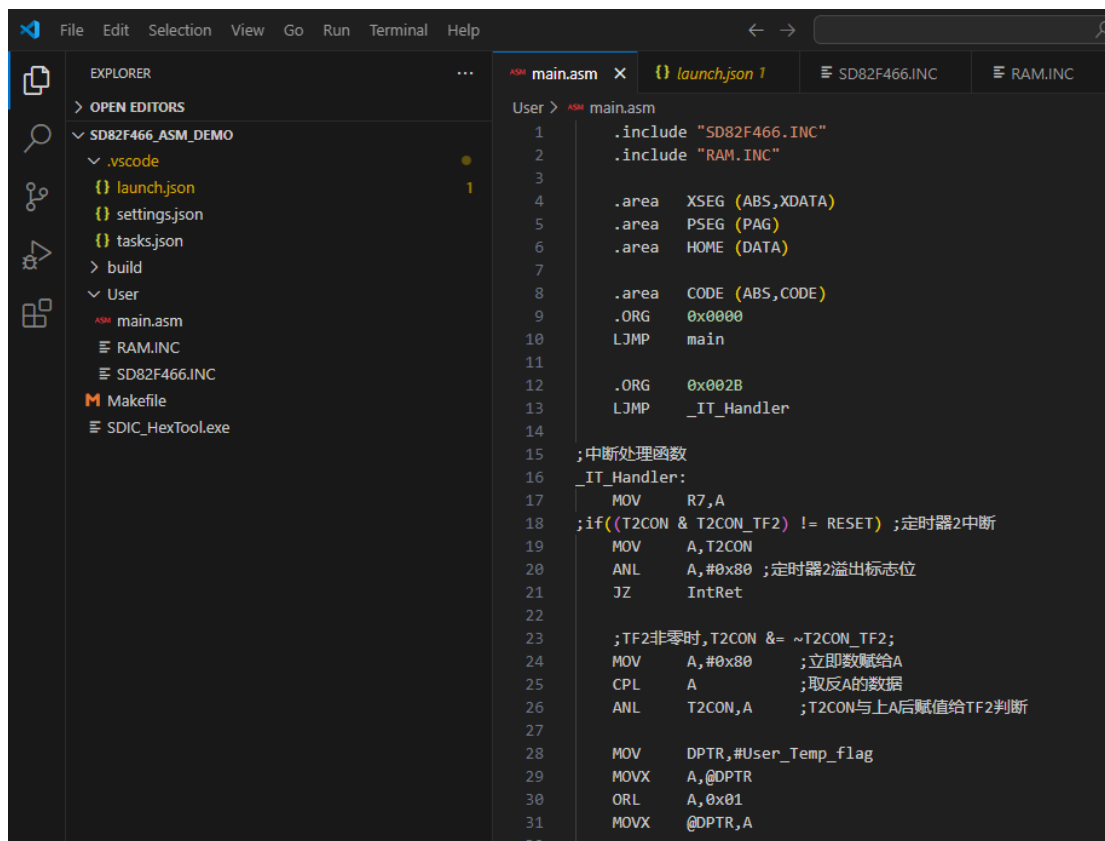 File Edit Selection View Go Run Terminal Help
EXPLORER
OPEN EDITORS
SD82F466_ASM_DEMO
.vscode
{} launch.json 1
{} settings.json
{} tasks.json
build
User
ASM main.asm
RAM.INC
SD82F466.INC
M Makefile
SDIC_HexTool.exe
ASM main.asm {} launch.json 1 SD82F466.INC RAM.INC
User > ASM main.asm
1 .include "SD82F466.INC"
2 .include "RAM.INC"
3
4 .area XSEG (ABS,XDATA)
5 .area PSEG (PAG)
6 .area HOME (DATA)
7
8 .area CODE (ABS,CODE)
9 .ORG 0x0000
10 LJMP main
11
12 .ORG 0x002B
13 LJMP _IT_Handler
14
15 ;中断处理函数
16 _IT_Handler:
17 MOV R7,A
18 ;if((T2CON & T2CON_TF2) != RESET) ;定时器2中断
19 MOV A,T2CON
20 ANL A,#0x80 ;定时器2溢出标志位
21 JZ IntRet
22
23 ;TF2非零时,T2CON &= ~T2CON_TF2;
24 MOV A,#0x80 ;立即数赋给A
25 CPL A ;取反A的数据
26 ANL T2CON,A ;T2CON与上A后赋值给TF2判断
27
28 MOV DPTR,#User_Temp_flag
29 MOVX A,@DPTR
30 ORL A,0x01
31 MOVX @DPTR,A